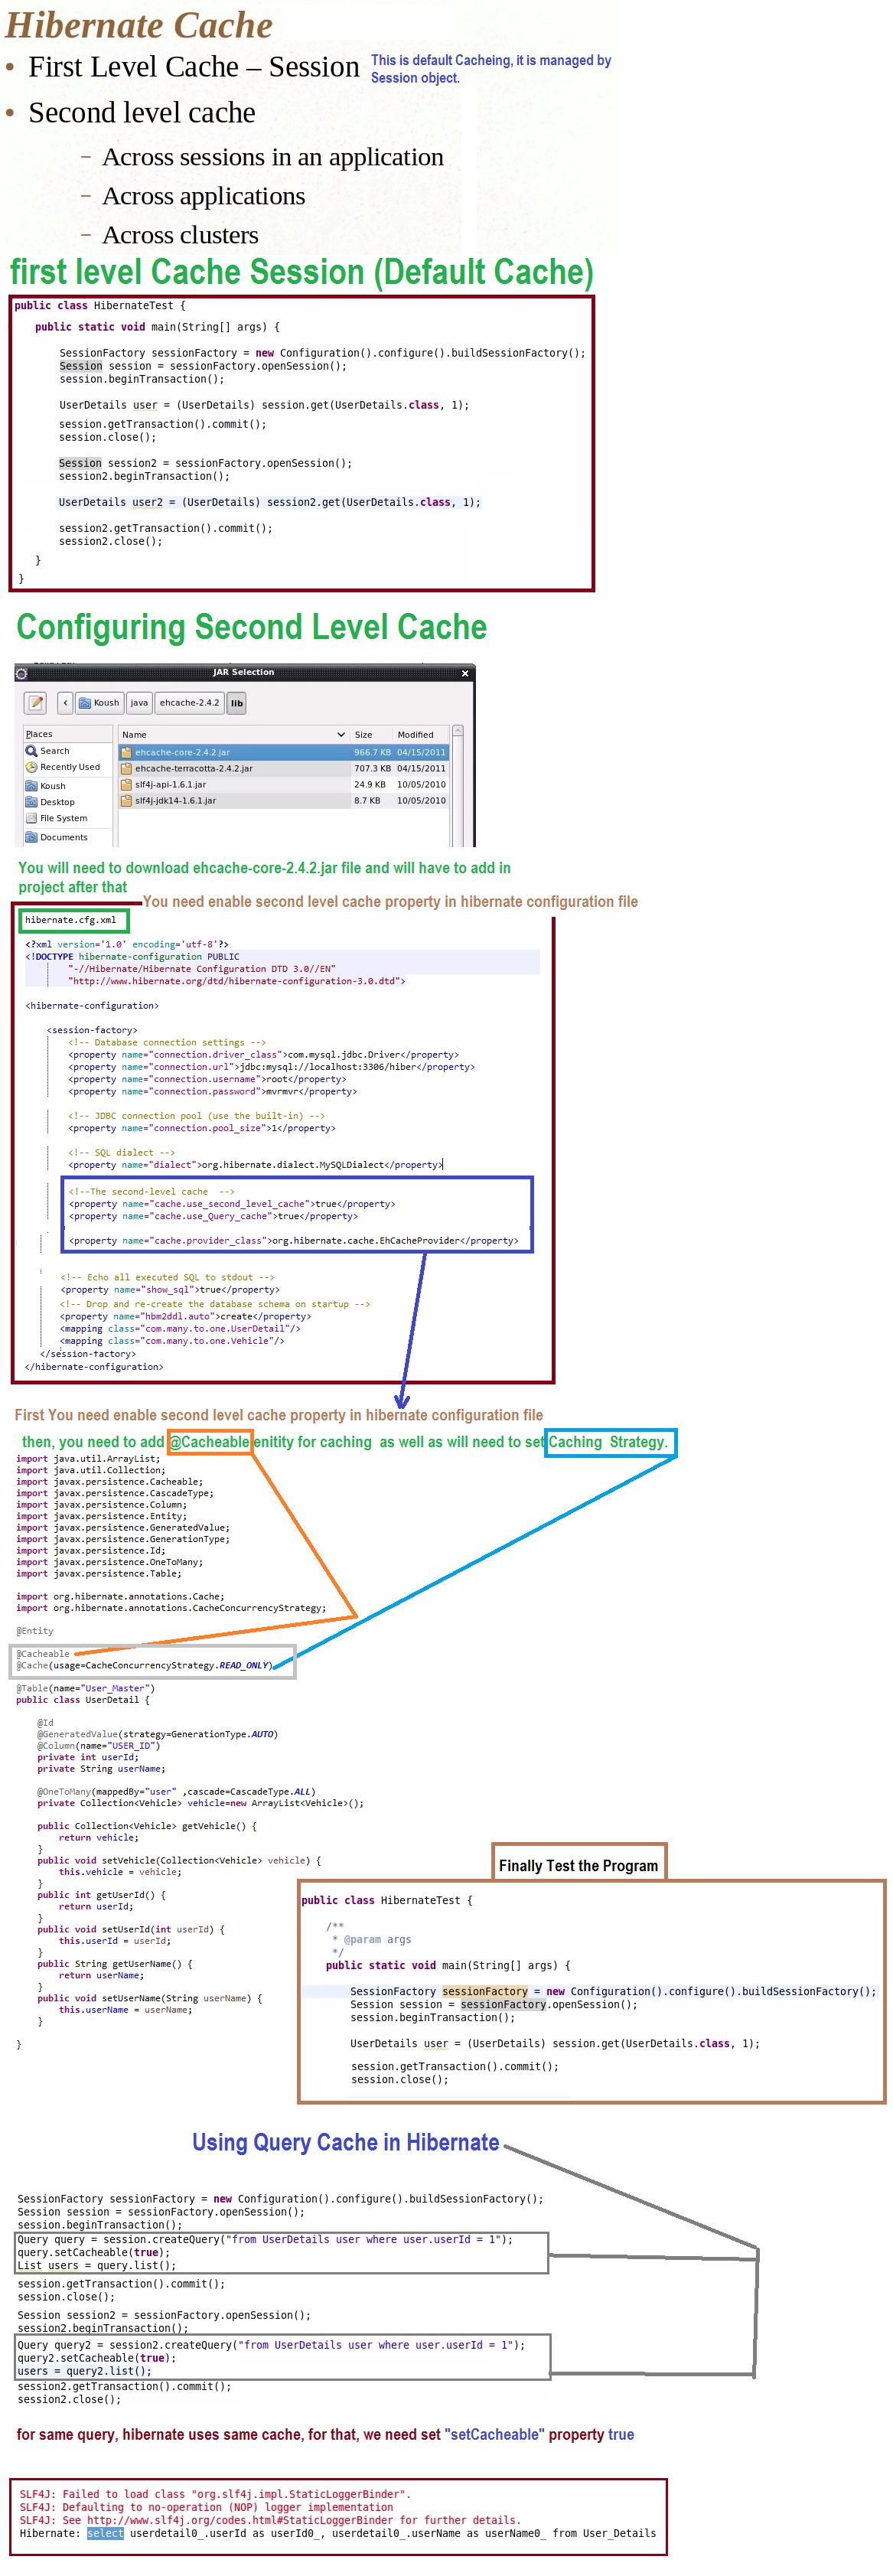 Hibernate Cache
• First Level Cache – Session
This is default Cacheing, it is managed by
Session object.
• Second level cache
– Across sessions in an application
– Across applications
– Across clusters
first level Cache Session (Default Cache)
public class HibernateTest {
public static void main(String[] args) {
SessionFactory sessionFactory = new Configuration().configure().buildSessionFactory();
Session session = sessionFactory.openSession();
session.beginTransaction();
UserDetails user = (UserDetails) session.get(UserDetails.class, 1);
session.getTransaction().commit();
session.close();
Session session2 = sessionFactory.openSession();
session2.beginTransaction();
UserDetails user2 = (UserDetails) session2.get(UserDetails.class, 1);
session2.getTransaction().commit();
session2.close();
}
}
Configuring Second Level Cache
JAR Selection
Koush java ehcache-2.4.2 lib
Places Name Size Modified
Search ehcache-core-2.4.2.jar 966.7 KB 04/15/2011
Recently Used ehcache-terracotta-2.4.2.jar 707.3 KB 04/15/2011
Koush slf4j-api-1.6.1.jar 24.9 KB 10/05/2010
Desktop slf4j-jdk14-1.6.1.jar 8.7 KB 10/05/2010
File System
Documents
You will need to download ehcache-core-2.4.2.jar file and will have to add in
project after that
You need enable second level cache property in hibernate configuration file
hibernate.cfg.xml
<?xml version='1.0' encoding='utf-8'?>
<!DOCTYPE hibernate-configuration PUBLIC
"-//Hibernate/Hibernate Configuration DTD 3.0//EN"
"http://www.hibernate.org/dtd/hibernate-configuration-3.0.dtd">
<hibernate-configuration>
<session-factory>
<!-- Database connection settings -->
<property name="connection.driver_class">com.mysql.jdbc.Driver</property>
<property name="connection.url">jdbc:mysql://localhost:3306/hiber</property>
<property name="connection.username">root</property>
<property name="connection.password">mvrmvr</property>
<!-- JDBC connection pool (use the built-in) -->
<property name="connection.pool_size">1</property>
<!-- SQL dialect -->
<property name="dialect">org.hibernate.dialect.MySQLDialect</property>
<!--The second-level cache -->
<property name="cache.use_second_level_cache">true</property>
<property name="cache.use_Query_cache">true</property>
<property name="cache.provider_class">org.hibernate.cache.EhCacheProvider</property>
<!-- Echo all executed SQL to stdout -->
<property name="show_sql">true</property>
<!-- Drop and re-create the database schema on startup -->
<property name="hbm2ddl.auto">create</property>
<mapping class="com.many.to.one.UserDetail"/>
<mapping class="com.many.to.one.Vehicle"/>
</session-factory>
</hibernate-configuration>
First You need enable second level cache property in hibernate configuration file
then, you need to add @Cacheable enitity for caching as well as will need to set Caching Strategy.
import java.util.ArrayList;
import java.util.Collection;
import javax.persistence.Cacheable;
import javax.persistence.CascadeType;
import javax.persistence.Column;
import javax.persistence.Entity;
import javax.persistence.GeneratedValue;
import javax.persistence.GenerationType;
import javax.persistence.Id;
import javax.persistence.OneToMany;
import javax.persistence.Table;
import org.hibernate.annotations.Cache;
import org.hibernate.annotations.CacheConcurrencyStrategy;
@Entity
@Cacheable
@Cache(usage=CacheConcurrencyStrategy.READ_ONLY)
@Table(name="User_Master")
public class UserDetail {
@Id
@GeneratedValue(strategy=GenerationType.AUTO)
@Column(name="USER_ID")
private int userId;
private String userName;
@OneToMany(mappedBy="user" ,cascade=CascadeType.ALL)
private Collection<Vehicle> vehicle=new ArrayList<Vehicle>();
public Collection<Vehicle> getVehicle() {
return vehicle;
}
public void setVehicle(Collection<Vehicle> vehicle) {
this.vehicle = vehicle;
}
public int getUserId() {
return userId;
}
public void setUserId(int userId) {
this.userId = userId;
}
public String getUserName() {
return userName;
}
public void setUserName(String userName) {
this.userName = userName;
}
}
Finally Test the Program
public class HibernateTest {
/**
* @param args
*/
public static void main(String[] args) {
SessionFactory sessionFactory = new Configuration().configure().buildSessionFactory();
Session session = sessionFactory.openSession();
session.beginTransaction();
UserDetails user = (UserDetails) session.get(UserDetails.class, 1);
session.getTransaction().commit();
session.close();
Using Query Cache in Hibernate
SessionFactory sessionFactory = new Configuration().configure().buildSessionFactory();
Session session = sessionFactory.openSession();
session.beginTransaction();
Query query = session.createQuery("from UserDetails user where user.userId = 1");
query.setCacheable(true);
List users = query.list();
session.getTransaction().commit();
session.close();
Session session2 = sessionFactory.openSession();
session2.beginTransaction();
Query query2 = session2.createQuery("from UserDetails user where user.userId = 1");
query2.setCacheable(true);
users = query2.list();
session2.getTransaction().commit();
session2.close();
for same query, hibernate uses same cache, for that, we need set "setCacheable" property true
SLF4J: Failed to load class "org.slf4j.impl.StaticLoggerBinder".
SLF4J: Defaulting to no-operation (NOP) logger implementation
SLF4J: See http://www.slf4j.org/codes.html#StaticLoggerBinder for further details.
Hibernate: select userdetail0_.userId as userId0_, userdetail0_.userName as userName0_ from User_Details